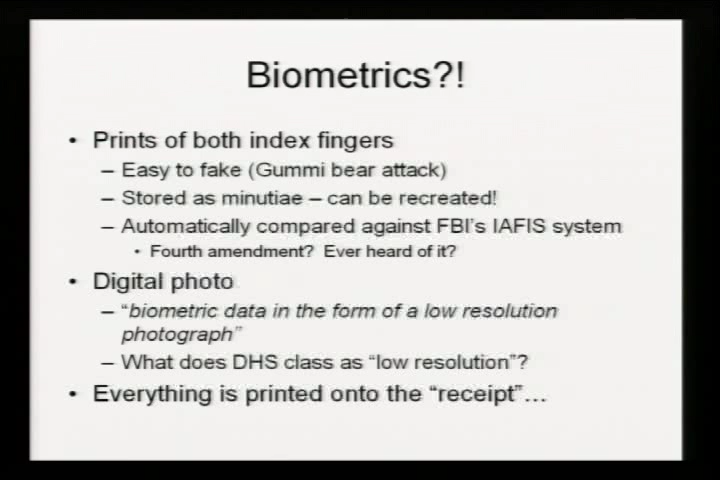 Biometrics?!
• Prints of both index fingers
– Easy to fake (Gummi bear attack)
– Stored as minutiae – can be recreated!
– Automatically compared against FBI's IAFIS system
• Fourth amendment? Ever heard of it?
• Digital photo
– "biometric data in the form of a low resolution
photograph"
– What does DHS class as "low resolution"?
• Everything is printed onto the "receipt"…